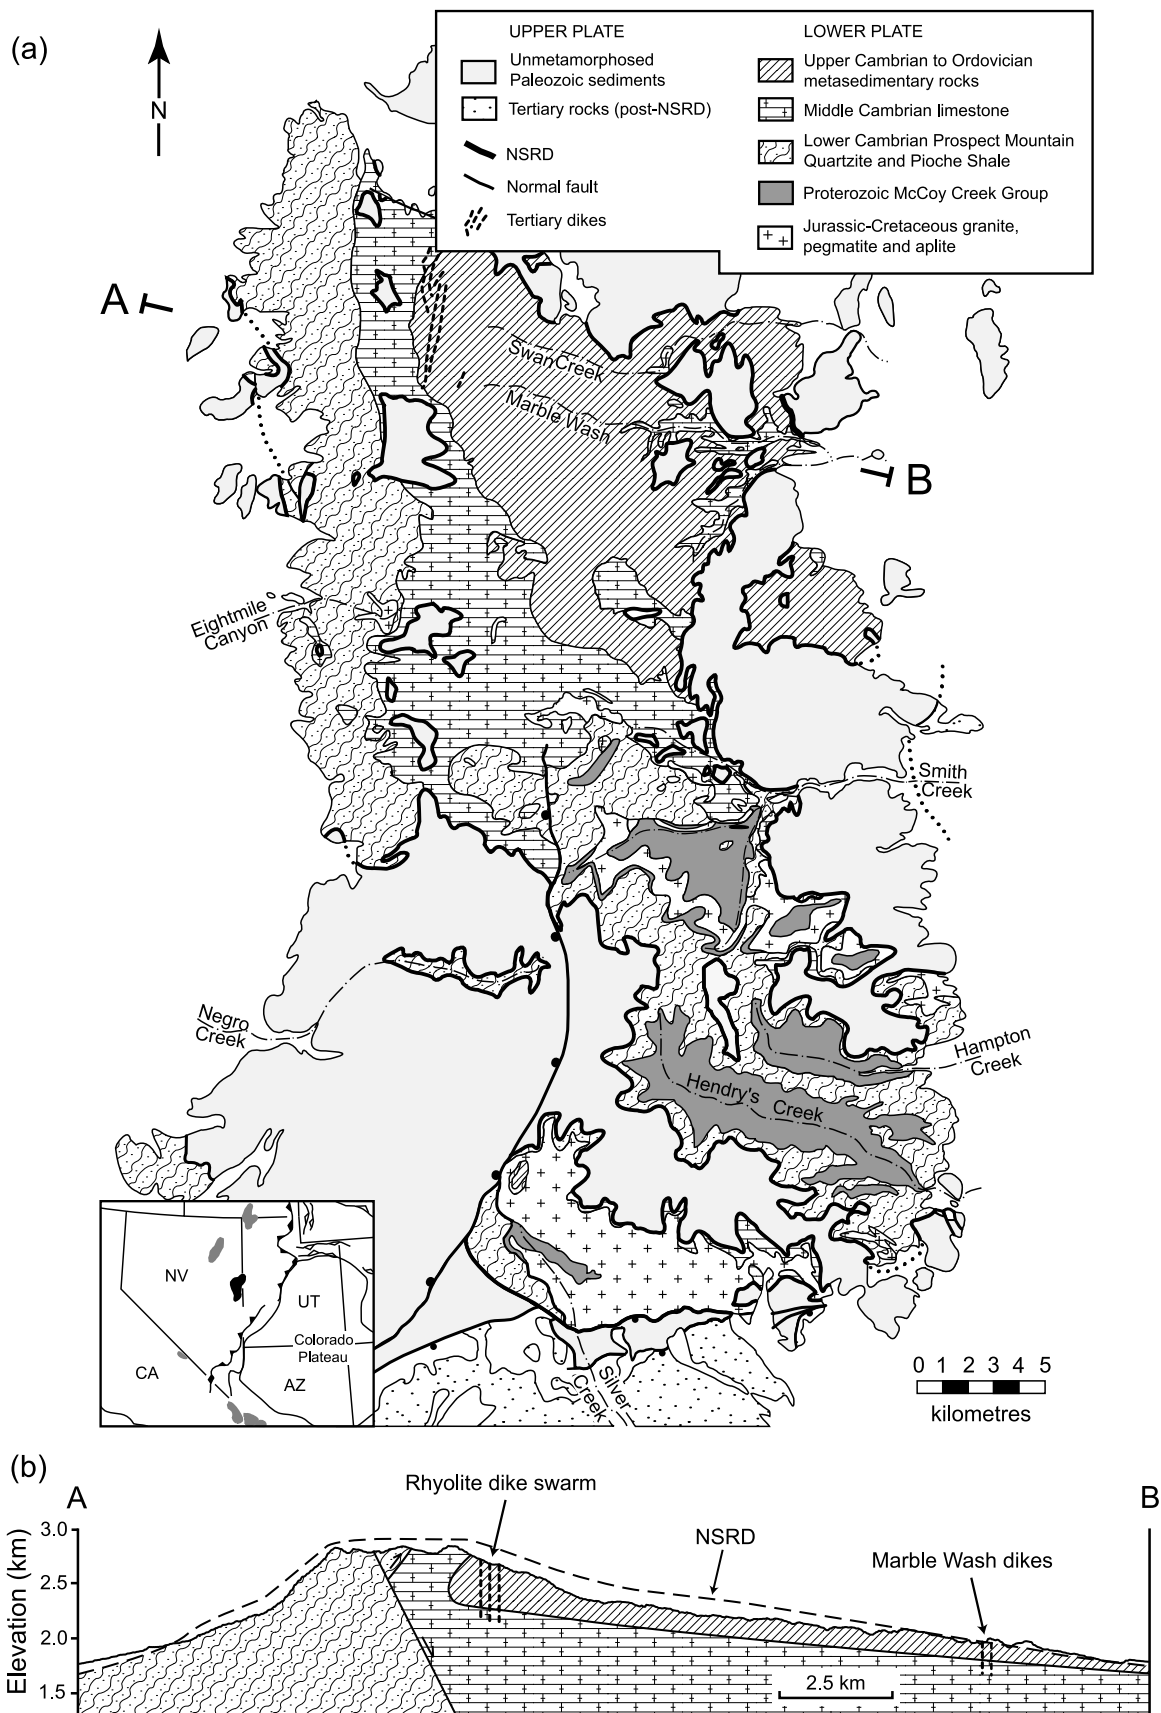 (a)
N
UPPER PLATE
Unmetamorphosed
Paleozoic sediments
Tertiary rocks (post-NSRD)
NSRD
Normal fault
Tertiary dikes
LOWER PLATE
Upper Cambrian to Ordovician
metasedimentary rocks
Middle Cambrian limestone
Lower Cambrian Prospect Mountain
Quartzite and Pioche Shale
Proterozoic McCoy Creek Group
Jurassic-Cretaceous granite,
pegmatite and aplite
A
Swan Creek
Marble Wash
B
Eightmile
Canyon
Smith
Creek
Negro
Creek
Hampton
Creek
Hendry's Creek
NV
UT
Colorado
Plateau
CA
AZ
Silver
Creek
0 1 2 3 4 5
kilometres
(b)
A
Rhyolite dike swarm
B
NSRD
Marble Wash dikes
Elevation (km)
3.0
2.5
2.0
1.5
2.5 km